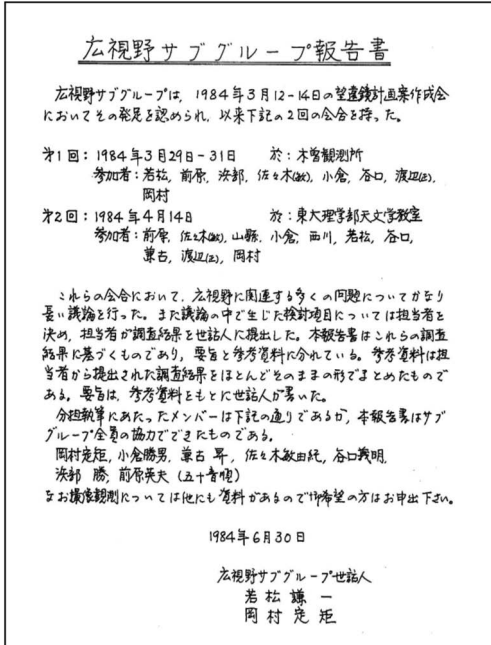 広視野サブグループ報告書
広視野サブグループは, 1984年3月12-14日の望遠鏡計画案作成会
においてその発足を認められ, 以来下記の2回の会合を持った。
第1回: 1984年3月29日-31日 於: 木曽観測所
参加者: 若松, 前原, 浜部, 佐々木(敏), 小倉, 谷口, 渡辺(正),
岡村
第2回: 1984年4月14日 於: 東大理学部天文学教室
参加者: 前原, 佐々木(敏), 山縣, 小倉, 西川, 若松, 谷口,
兼古, 渡辺(正), 岡村
これらの会合において, 広視野に関連する多くの問題についてかなり
長い議論を行った。また議論の中で生じた検討項目については担当者を
決め, 担当者が調査結果を世話人に提出した。本報告書はこれらの調査
結果に基づくものであり, 要旨と参考資料に分れている。参考資料は担
当者から提出された調査結果をほとんどそのままの形でまとめたもので
ある。要旨は, 参考資料をもとに世話人が書いた。
分担執筆にあたったメンバーは下記の通りであるが, 本報告書はサブ
グループ全員の協力でできたものである。
岡村定矩, 小倉勝男, 兼古 昇, 佐々木敏由紀, 谷口義明,
浜部 勝, 前原英夫 (五十音順)
なお掃天観測については他にも資料があるので御希望の方はお申出下さい。
1984年6月30日
広視野サブグループ世話人
若松謙一
岡村定矩